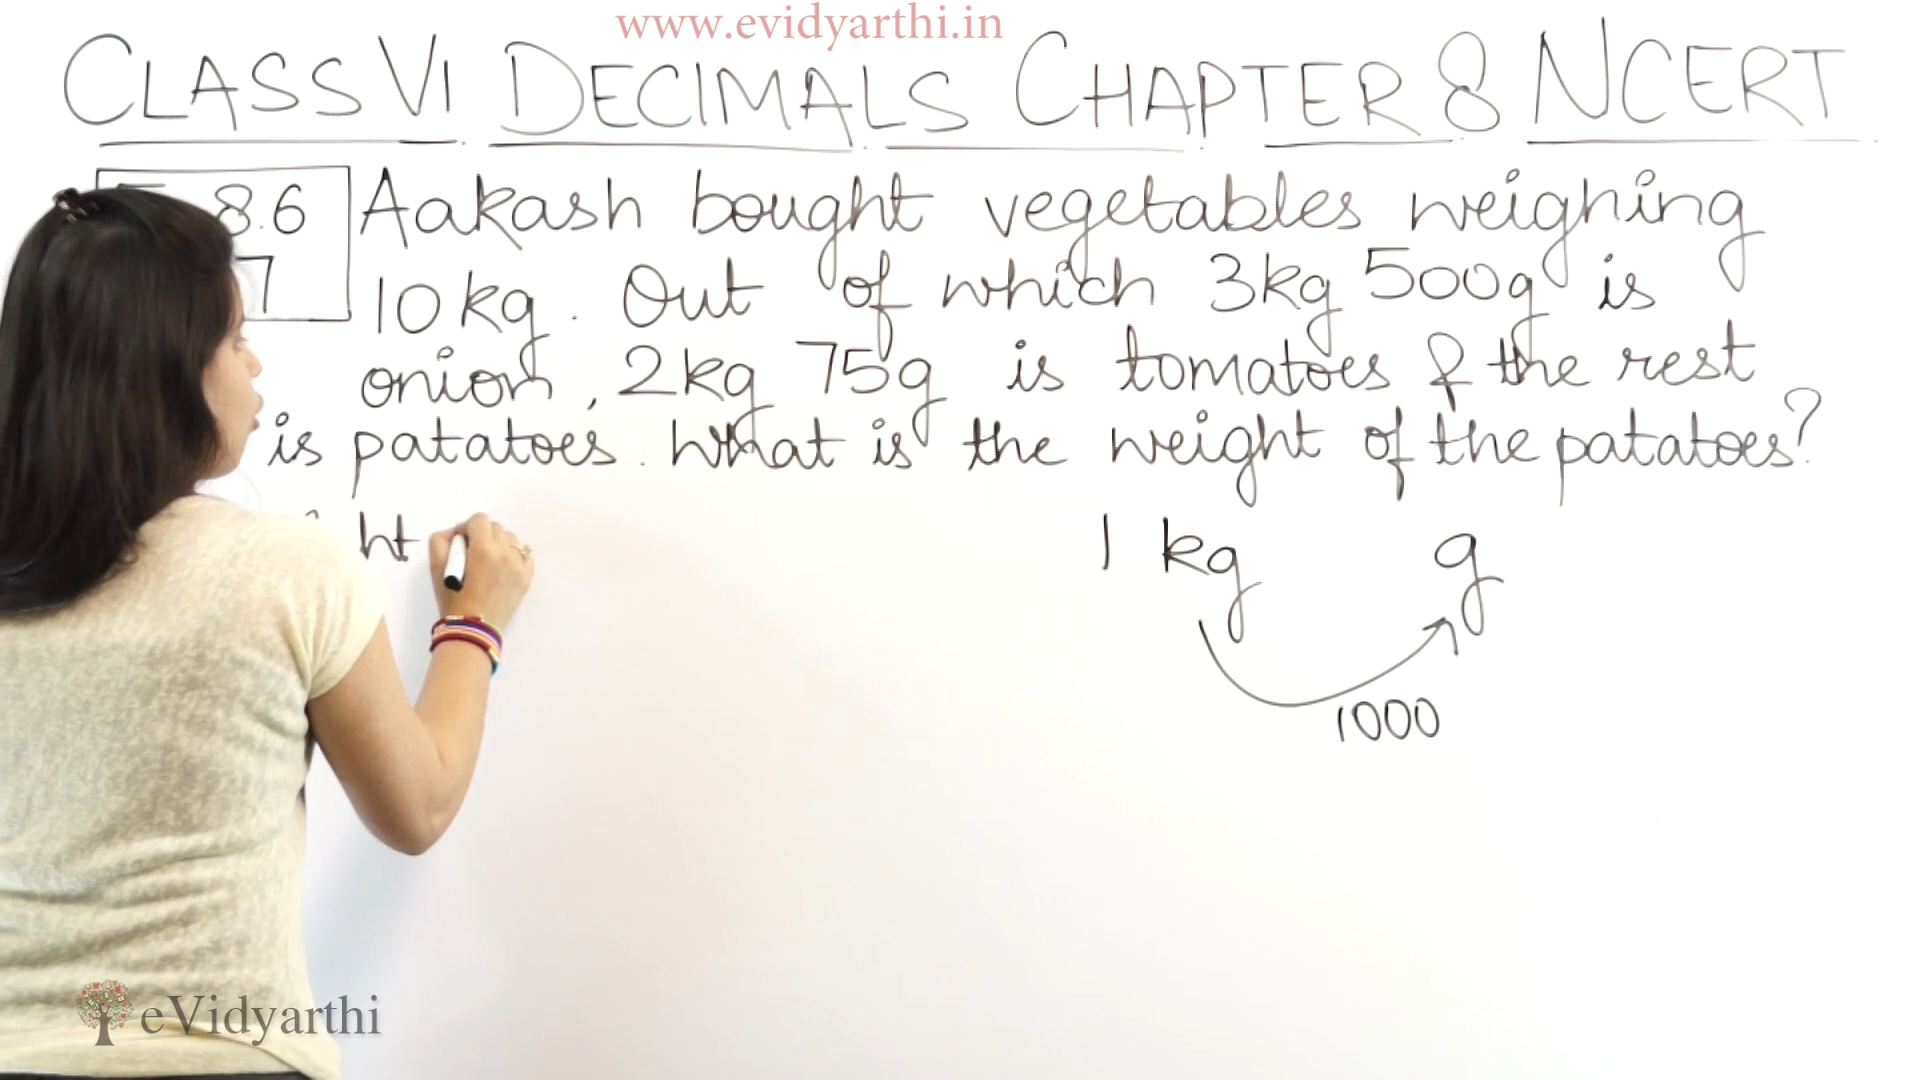 www.evidyarthi.in
CLASS VI DECIMALS CHAPTER 8 NCERT
8.6 Aakash bought vegetables weighing
7 10 kg. Out of which 3kg 500g is
onion, 2kg 75g is tomatoes & the rest
is patatoes. What is the weight of the patatoes?
ht 1 kg g
1000
eVidyarthi